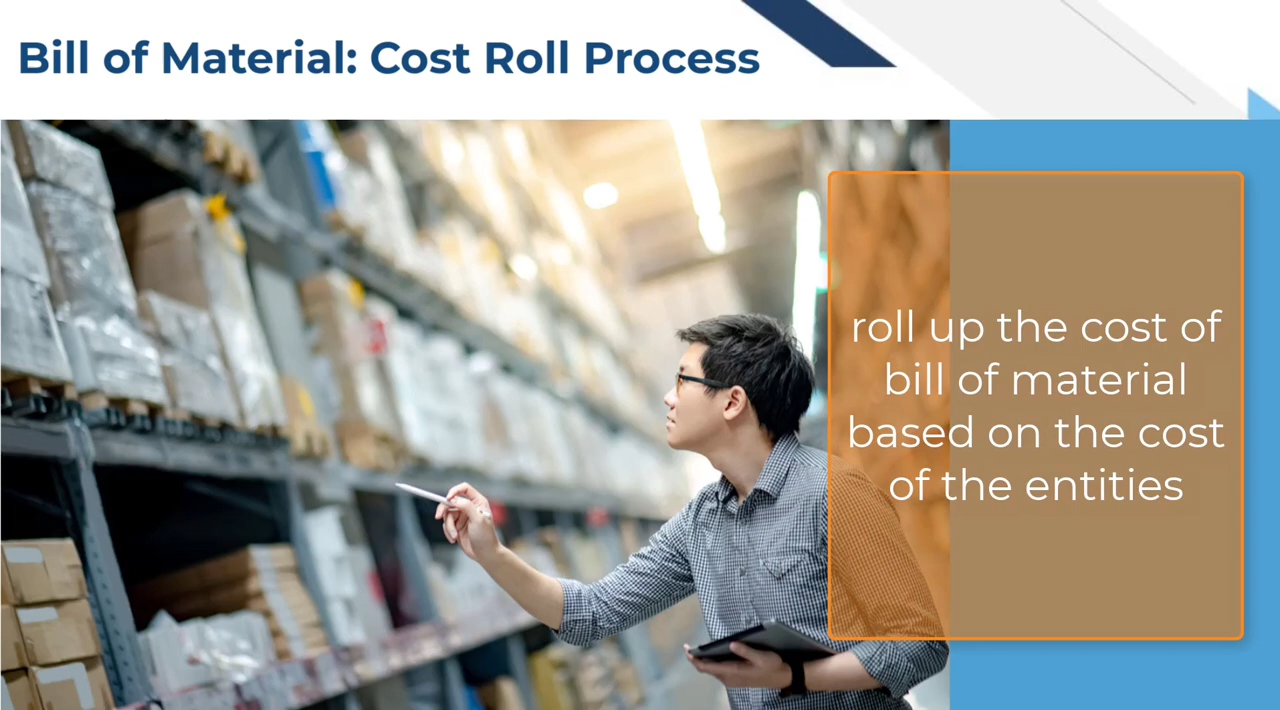 Bill of Material: Cost Roll Process
roll up the cost of
bill of material
based on the cost
of the entities